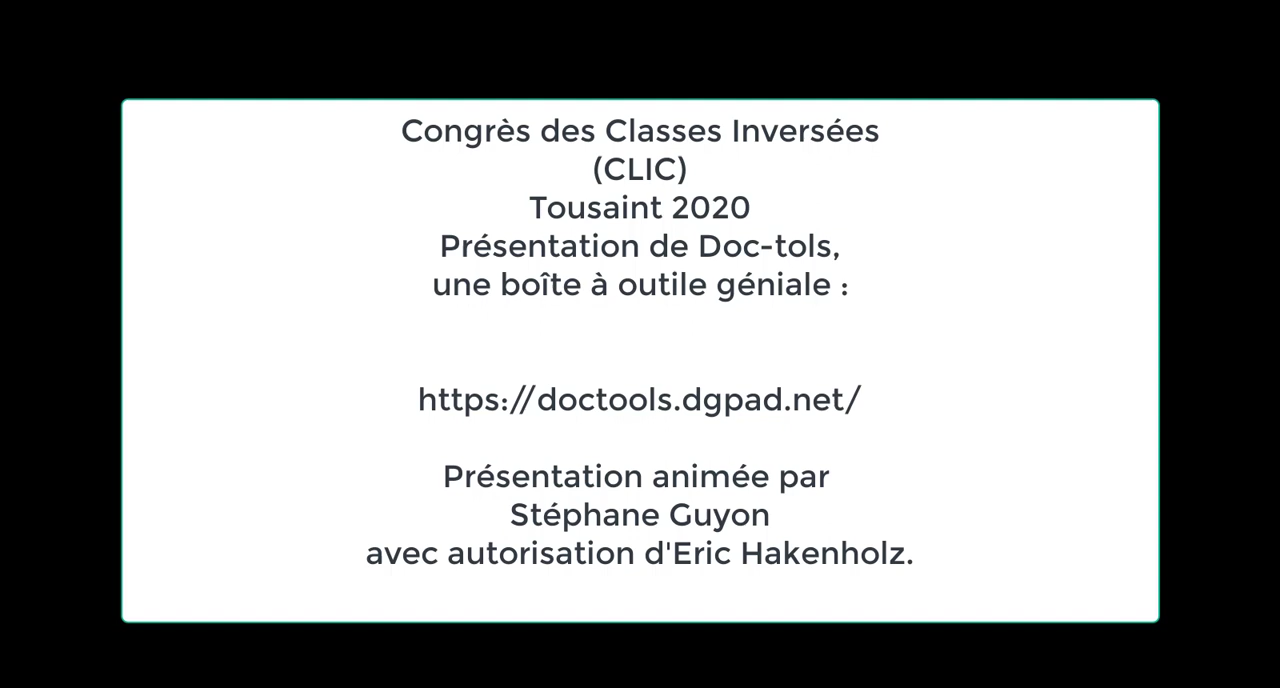 Congrès des Classes Inversées
(CLIC)
Tousaint 2020
Présentation de Doc-tols,
une boîte à outile géniale :
https://doctools.dgpad.net/
Présentation animée par
Stéphane Guyon
avec autorisation d'Eric Hakenholz.